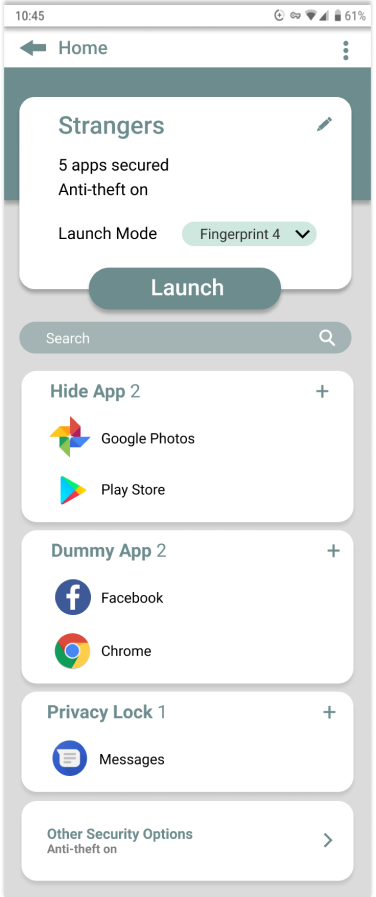 10:45 61%
Home
Strangers
5 apps secured
Anti-theft on
Launch Mode Fingerprint 4
Launch
Search
Hide App 2 +
Google Photos
Play Store
Dummy App 2 +
Facebook
Chrome
Privacy Lock 1 +
Messages
Other Security Options
Anti-theft on